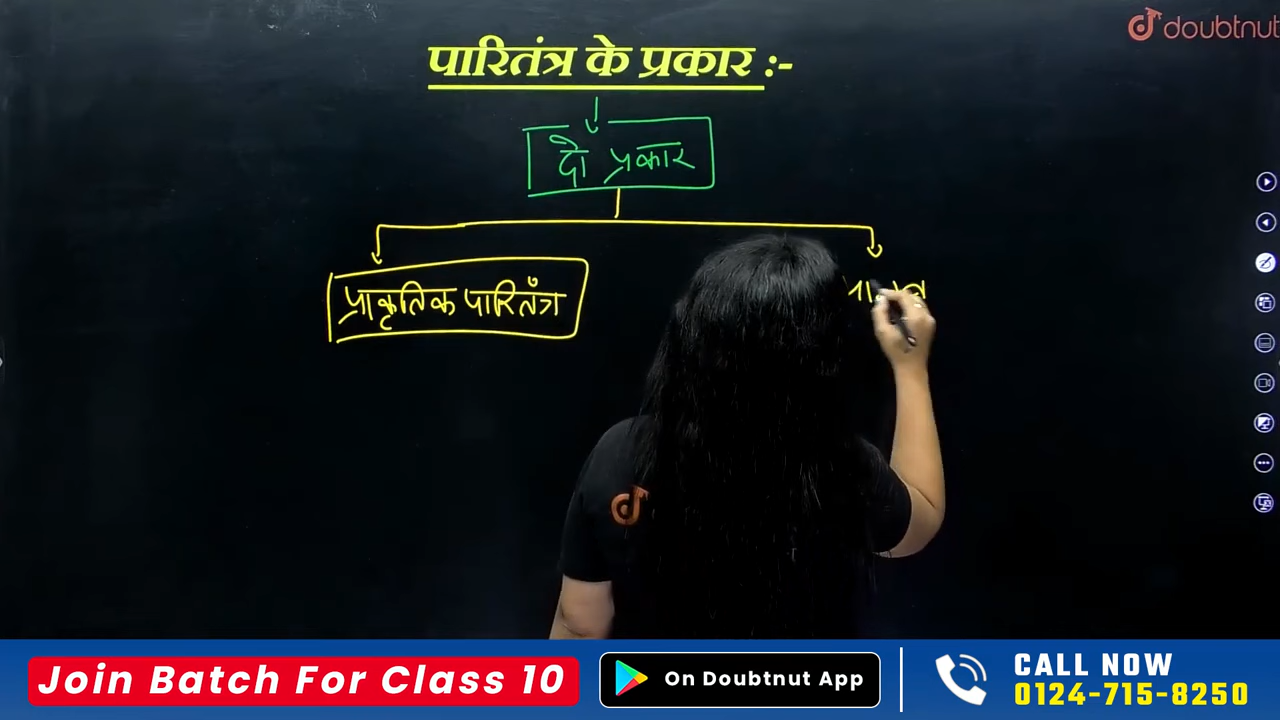 doubtnut
पारितंत्र के प्रकार :-
दो प्रकार
प्राकृतिक पारितंत्र
Join Batch For Class 10
On Doubtnut App
CALL NOW
0124-715-8250